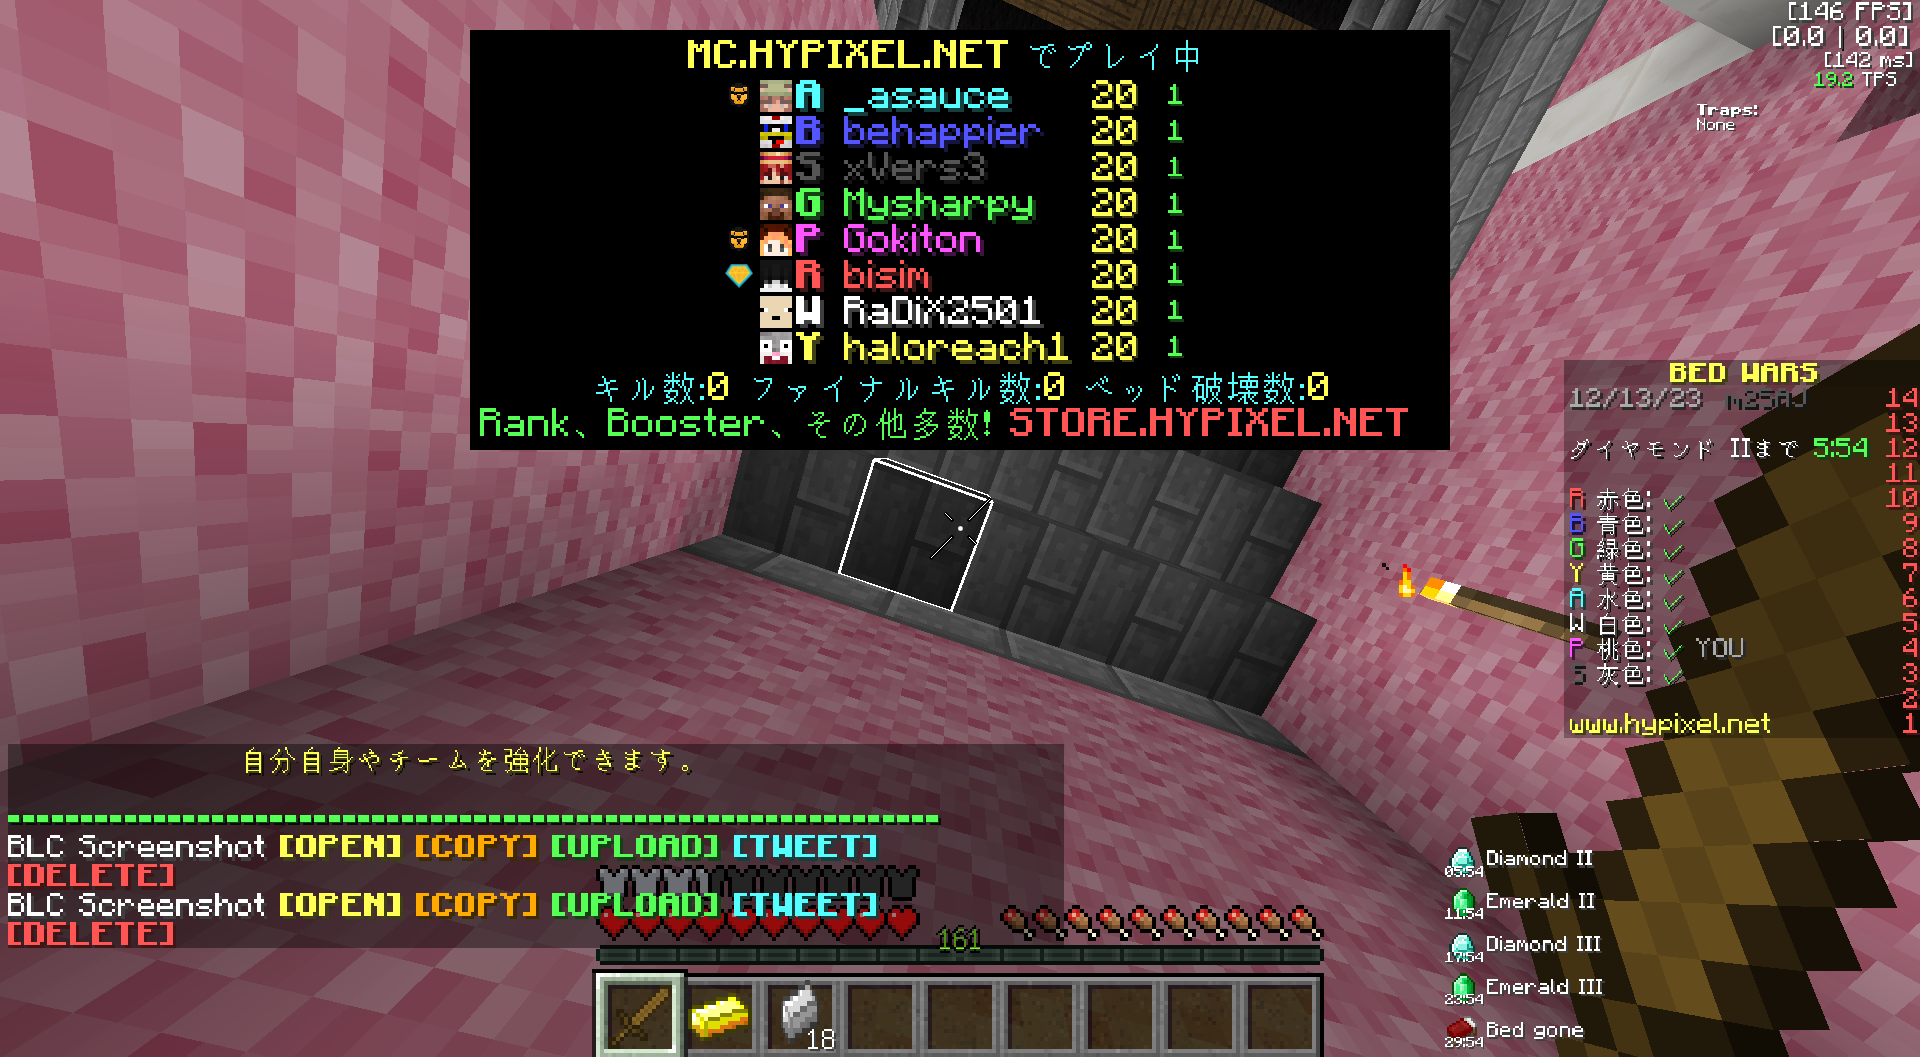 MC.HYPIXEL.NET でプレイ中
A _asauce 20 1
B behappier 20 1
S xVers3 20 1
G Mysharpy 20 1
P Gokiton 20 1
R bisim 20 1
W RaDiX2501 20 1
Y haloreach1 20 1
キル数:0 ファイナルキル数:0 ベッド破壊数:0
Rank、Booster、その他多数! STORE.HYPIXEL.NET
[146 FPS]
[0.0 | 0.0]
[142 ms]
19.2 TPS
Traps:
None
BED WARS
12/13/23 m25AJ 14
13
ダイヤモンド IIまで 5:54 12
11
R 赤色: ✓ 10
B 青色: ✓ 9
G 緑色: ✓ 8
Y 黄色: ✓ 7
A 水色: ✓ 6
W 白色: ✓ 5
P 桃色: ✓ YOU 4
S 灰色: ✓ 3
2
www.hypixel.net 1
自分自身やチームを強化できます。
BLC Screenshot [OPEN] [COPY] [UPLOAD] [TWEET]
[DELETE]
BLC Screenshot [OPEN] [COPY] [UPLOAD] [TWEET]
[DELETE]
161
18
Diamond II
05:54
Emerald II
11:54
Diamond III
17:54
Emerald III
23:54
Bed gone
29:54